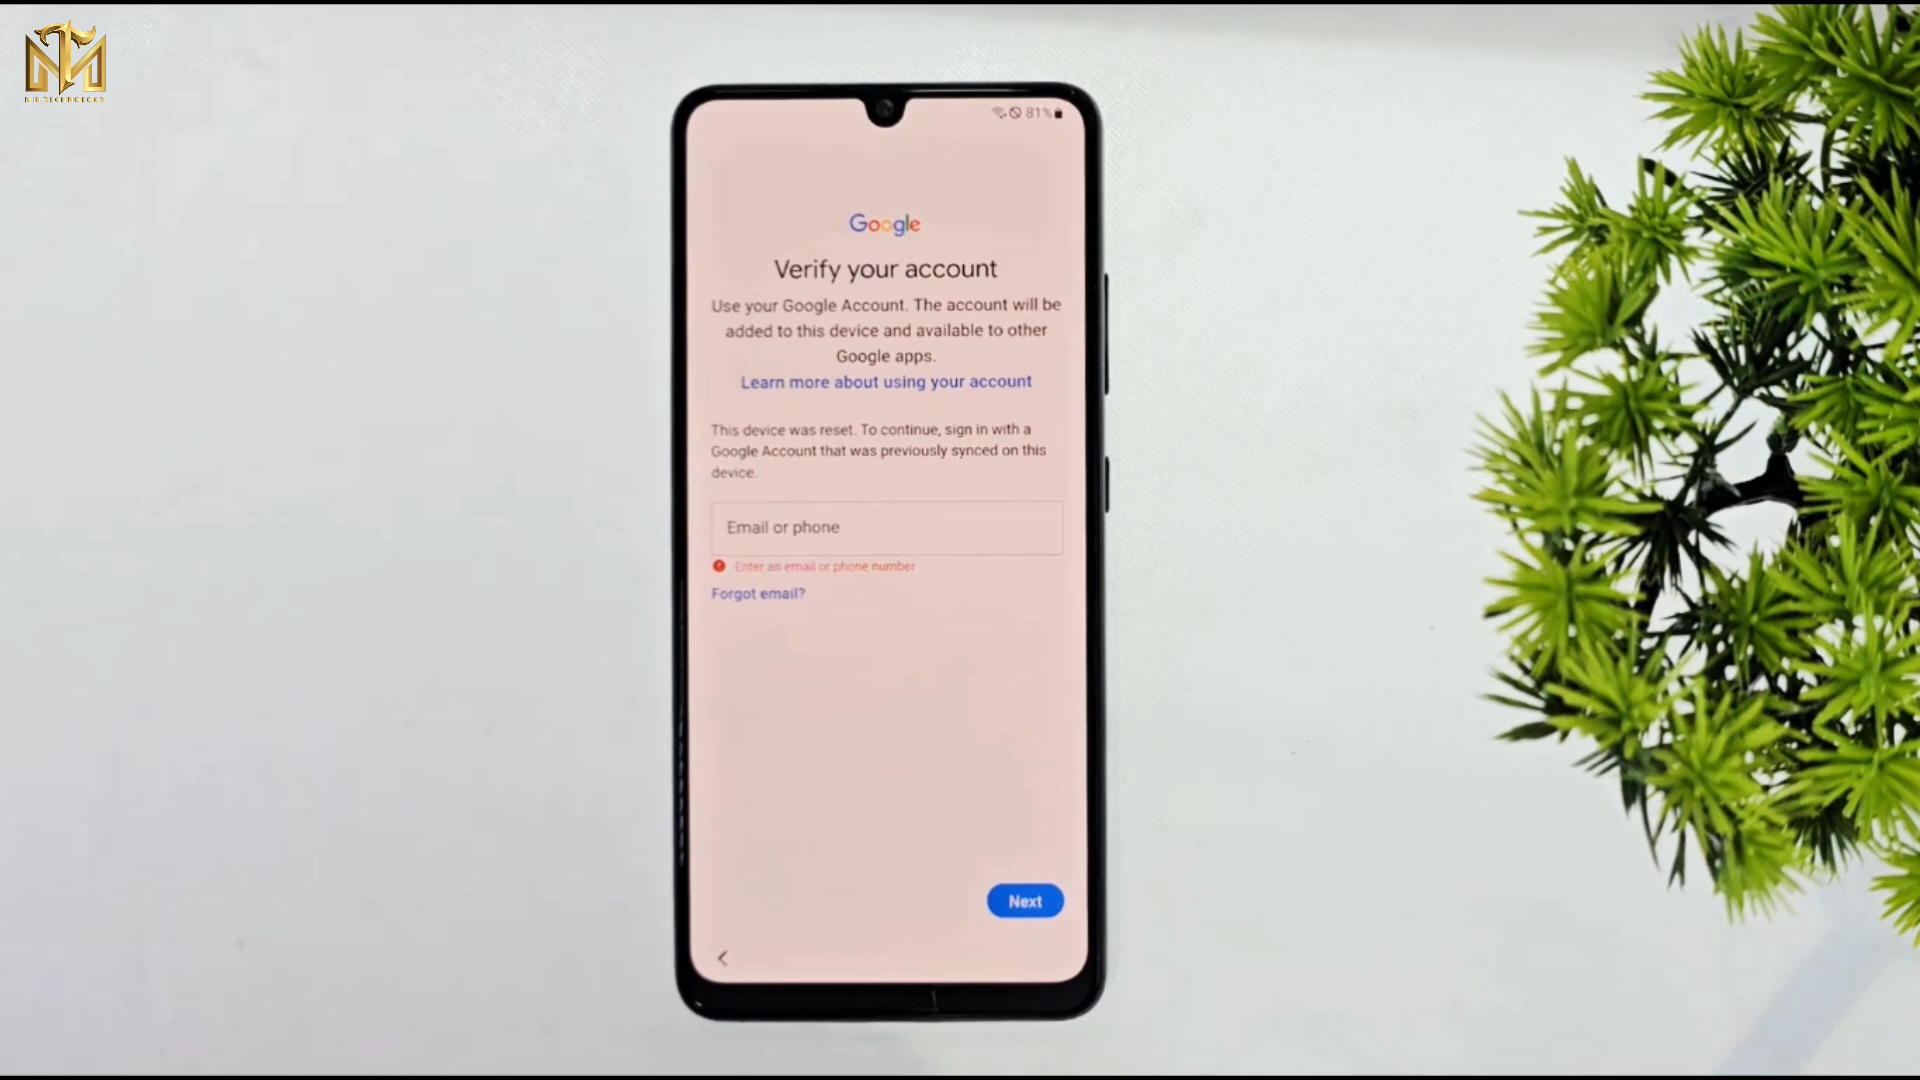 81%
Google
Verify your account
Use your Google Account. The account will be
added to this device and available to other
Google apps.
Learn more about using your account
This device was reset. To continue, sign in with a
Google Account that was previously synced on this
device.
Email or phone
Enter an email or phone number
Forgot email?
Next